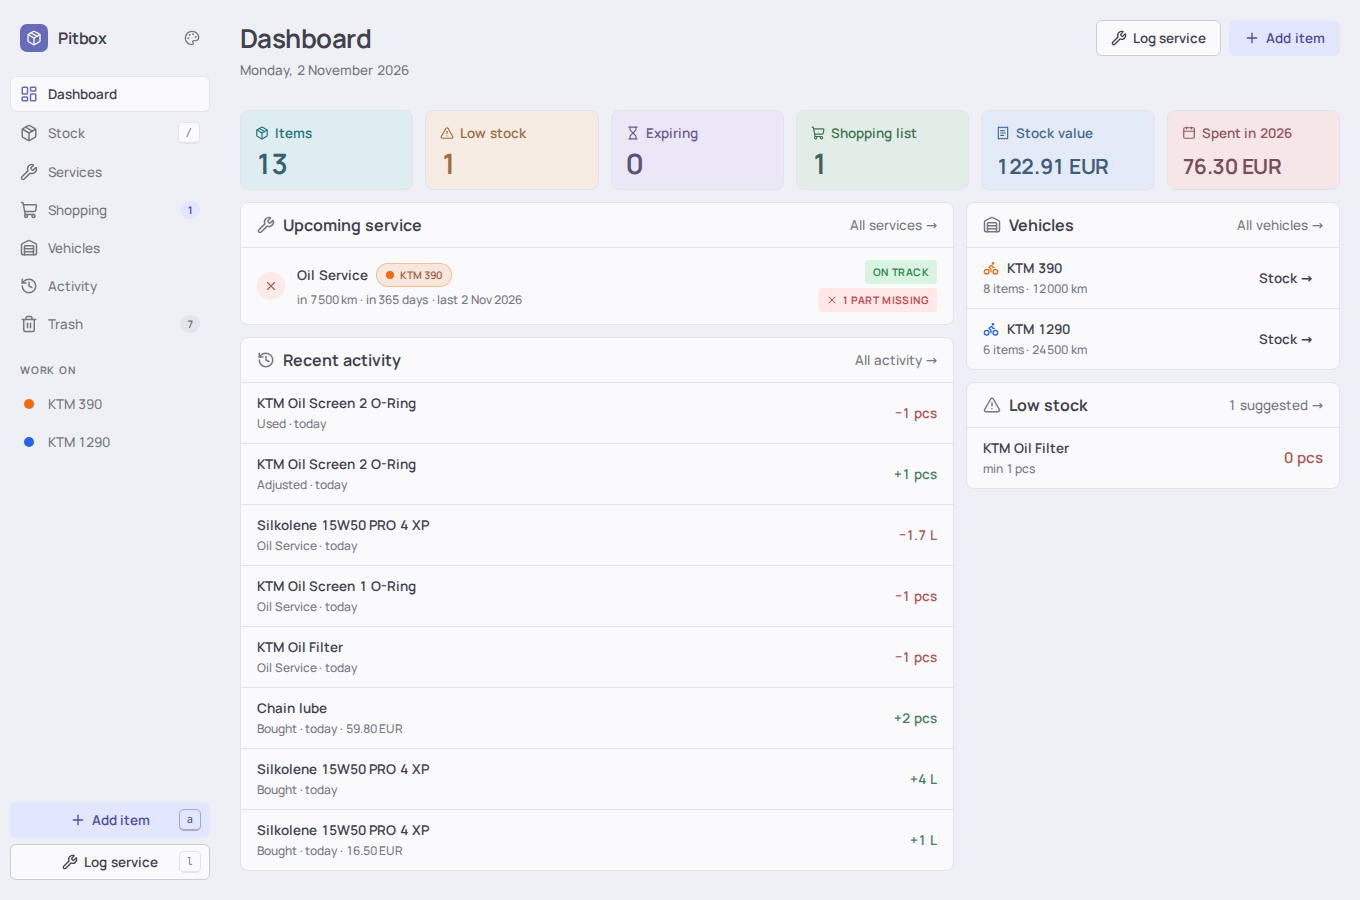 Pitbox
Dashboard
Stock /
Services
Shopping 1
Vehicles
Activity
Trash 7
WORK ON
KTM 390
KTM 1290
+ Add item a
Log service l
Dashboard
Monday, 2 November 2026
Log service
+ Add item
Items
13
Low stock
1
Expiring
0
Shopping list
1
Stock value
122.91 EUR
Spent in 2026
76.30 EUR
Upcoming service
All services →
Oil Service KTM 390
in 7 500 km · in 365 days · last 2 Nov 2026
ON TRACK
1 PART MISSING
Recent activity
All activity →
KTM Oil Screen 2 O-Ring
Used · today
−1 pcs
KTM Oil Screen 2 O-Ring
Adjusted · today
+1 pcs
Silkolene 15W50 PRO 4 XP
Oil Service · today
−1.7 L
KTM Oil Screen 1 O-Ring
Oil Service · today
−1 pcs
KTM Oil Filter
Oil Service · today
−1 pcs
Chain lube
Bought · today · 59.80 EUR
+2 pcs
Silkolene 15W50 PRO 4 XP
Bought · today
+4 L
Silkolene 15W50 PRO 4 XP
Bought · today · 16.50 EUR
+1 L
Vehicles
All vehicles →
KTM 390
8 items · 12 000 km
Stock →
KTM 1290
6 items · 24 500 km
Stock →
Low stock
1 suggested →
KTM Oil Filter
min 1 pcs
0 pcs